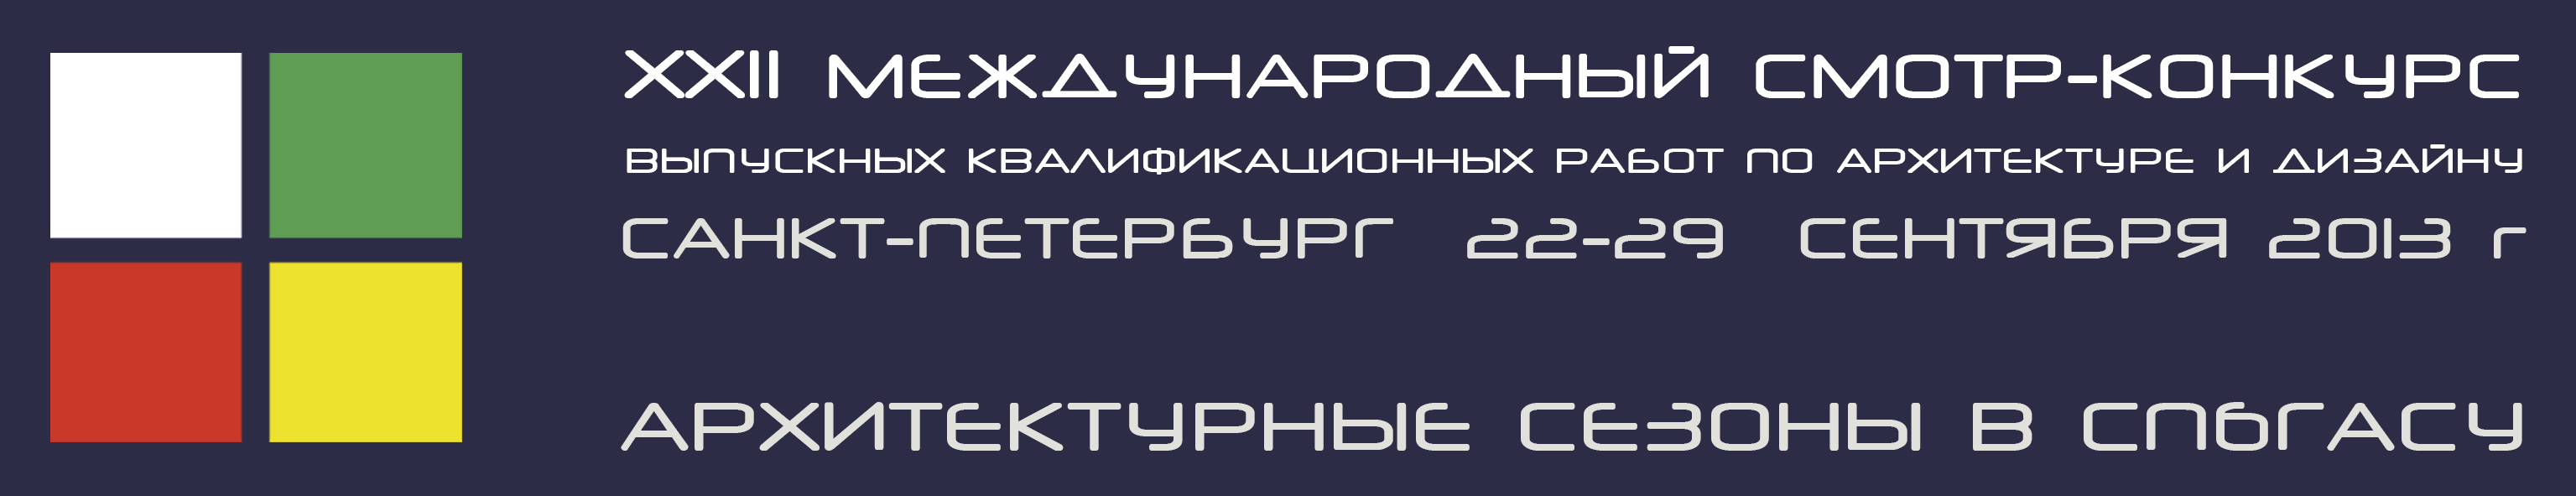 XXII МЕЖДУНАРОДНЫЙ СМОТР-КОНКУРС
ВЫПУСКНЫХ КВАЛИФИКАЦИОННЫХ РАБОТ ПО АРХИТЕКТУРЕ И ДИЗАЙНУ
САНКТ-ПЕТЕРБУРГ 22-29 СЕНТЯБРЯ 2013 г
АРХИТЕКТУРНЫЕ СЕЗОНЫ В СПбГАСУ